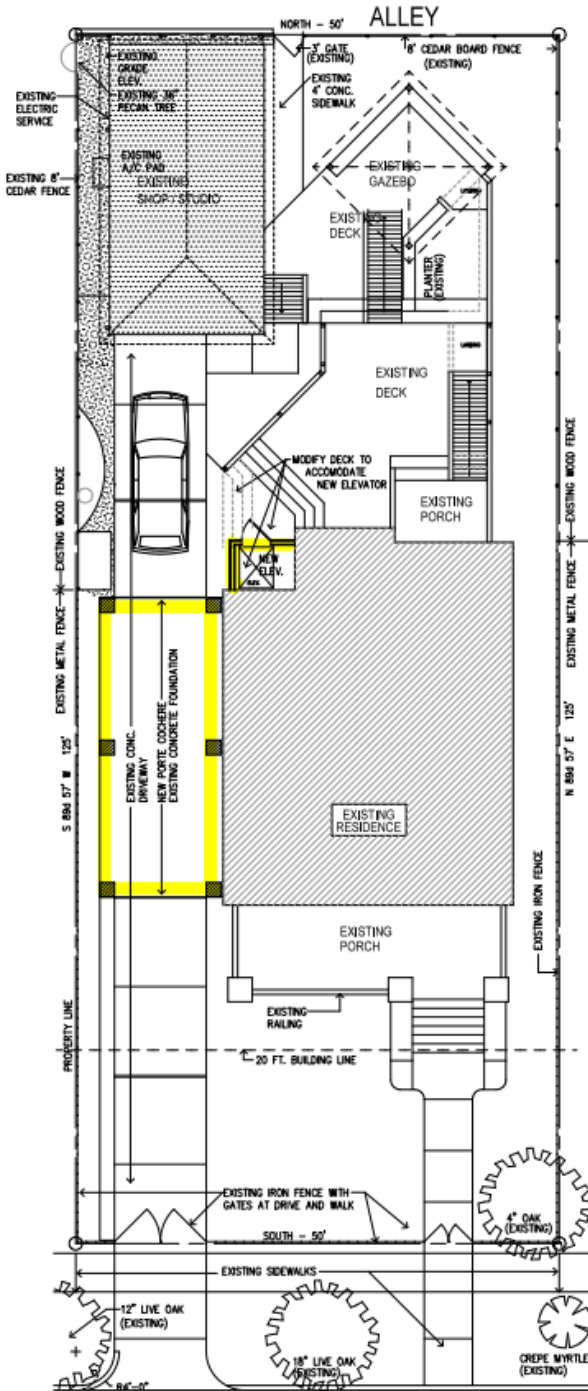 ALLEY
NORTH - 50'
3' GATE
(EXISTING)
8' CEDAR BOARD FENCE
(EXISTING)
EXISTING
GRADE
ELEV.
EXISTING
4' CONC.
SIDEWALK
EXISTING
ELECTRIC
SERVICE
EXISTING 36"
PECAN TREE
EXISTING
A/C PAD
EXISTING 8'
CEDAR FENCE
EXISTING
SHOP / STUDIO
EXISTING
GAZEBO
EXISTING
DECK
LANDING
PLANTER
(EXISTING)
LANDING
EXISTING
DECK
MODIFY DECK TO
ACCOMODATE
NEW ELEVATOR
EXISTING
PORCH
EXISTING WOOD FENCE
EXISTING WOOD FENCE
NEW
ELEV.
EXISTING METAL FENCE
EXISTING METAL FENCE
S 89d 57' W 125'
N 89d 57' E 125'
EXISTING CONC.
DRIVEWAY
NEW PORTE COCHERE
EXISTING CONCRETE FOUNDATION
EXISTING
RESIDENCE
EXISTING
PORCH
EXISTING IRON FENCE
EXISTING
RAILING
PROPERTY LINE
20 FT. BUILDING LINE
EXISTING IRON FENCE WITH
GATES AT DRIVE AND WALK
4" OAK
(EXISTING)
SOUTH - 50'
EXISTING SIDEWALKS
12" LIVE OAK
(EXISTING)
18" LIVE OAK
(EXISTING)
CREPE MYRTLE
(EXISTING)